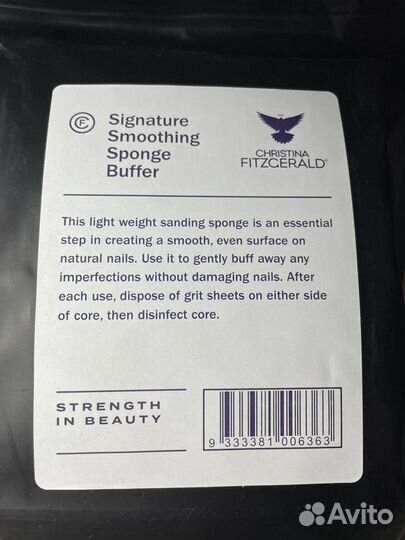 CF
Signature
Smoothing
Sponge
Buffer
CHRISTINA
FITZGERALD®
This light weight sanding sponge is an essential
step in creating a smooth, even surface on
natural nails. Use it to gently buff away any
imperfections without damaging nails. After
each use, dispose of grit sheets on either side
of core, then disinfect core.
STRENGTH
IN BEAUTY
9 333381 006363
Avito